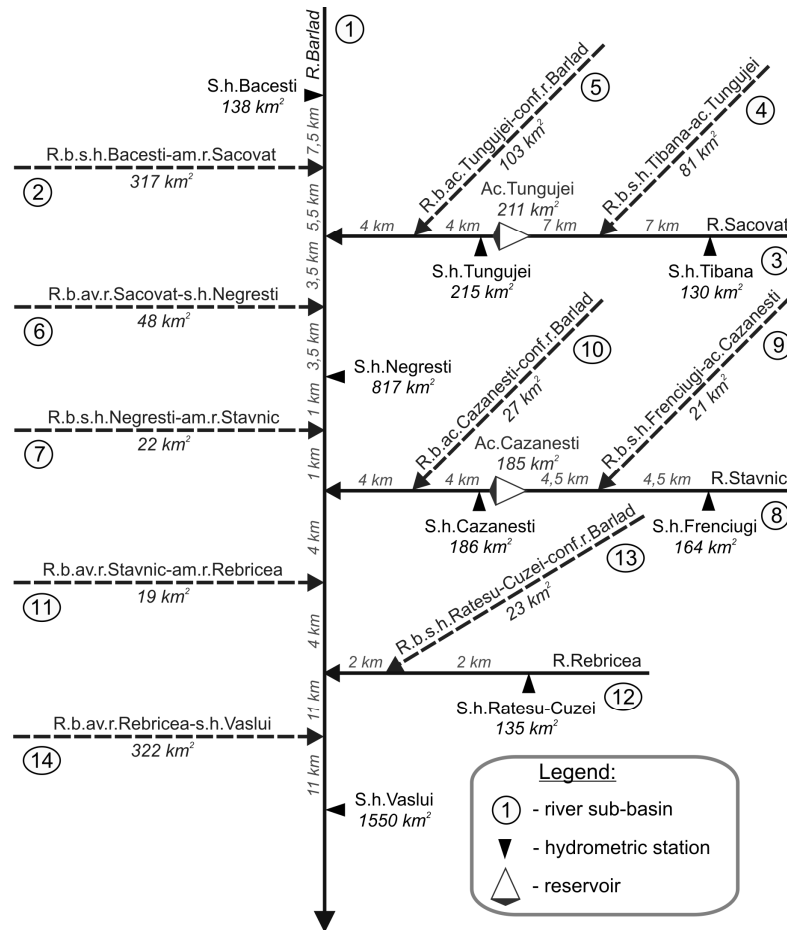 R.Barlad
1
S.h.Bacesti
138 km²
7,5 km
R.b.s.h.Bacesti-am.r.Sacovat
317 km²
2
5,5 km
5
R.b.ac.Tungujei-conf.r.Barlad
103 km²
4
R.b.s.h.Tibana-ac.Tungujei
81 km²
Ac.Tungujei
211 km²
4 km
4 km
7 km
7 km
R.Sacovat
3
S.h.Tungujei
215 km²
S.h.Tibana
130 km²
3,5 km
R.b.av.r.Sacovat-s.h.Negresti
48 km²
6
3,5 km
S.h.Negresti
817 km²
1 km
R.b.s.h.Negresti-am.r.Stavnic
22 km²
7
1 km
10
R.b.ac.Cazanesti-conf.r.Barlad
27 km²
9
R.b.s.h.Frenciugi-ac.Cazanesti
21 km²
Ac.Cazanesti
185 km²
4 km
4 km
4,5 km
4,5 km
R.Stavnic
8
S.h.Cazanesti
186 km²
S.h.Frenciugi
164 km²
4 km
R.b.av.r.Stavnic-am.r.Rebricea
19 km²
11
4 km
13
R.b.s.h.Ratesu-Cuzei-conf.r.Barlad
23 km²
2 km
2 km
R.Rebricea
12
S.h.Ratesu-Cuzei
135 km²
11 km
R.b.av.r.Rebricea-s.h.Vaslui
322 km²
14
11 km
S.h.Vaslui
1550 km²
Legend:
1 - river sub-basin
- hydrometric station
- reservoir